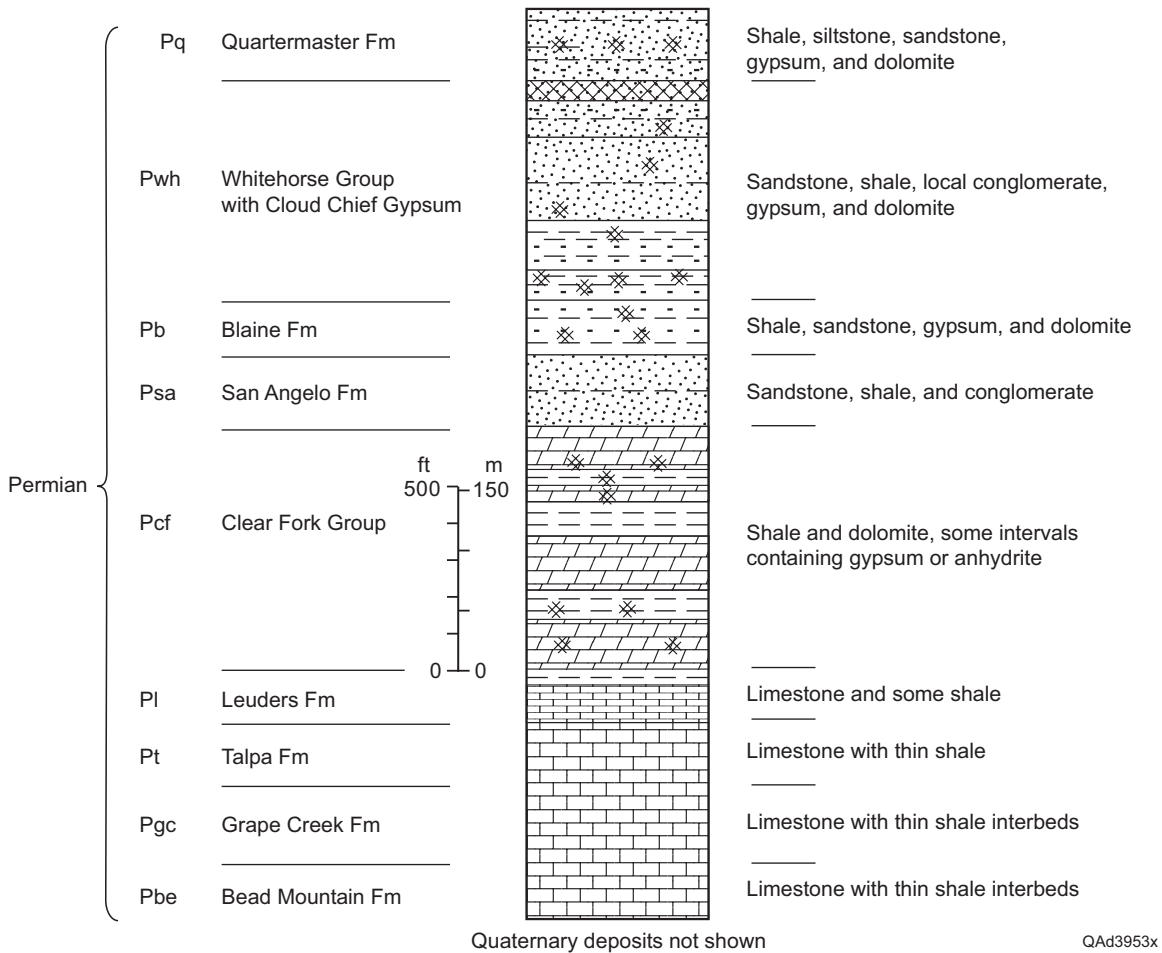 Pq Quartermaster Fm
Shale, siltstone, sandstone,
gypsum, and dolomite
Pwh Whitehorse Group
with Cloud Chief Gypsum
Sandstone, shale, local conglomerate,
gypsum, and dolomite
Pb Blaine Fm
Shale, sandstone, gypsum, and dolomite
Psa San Angelo Fm
Sandstone, shale, and conglomerate
Permian
ft m
500 150
Pcf Clear Fork Group
Shale and dolomite, some intervals
containing gypsum or anhydrite
0 0
Pl Leuders Fm
Limestone and some shale
Pt Talpa Fm
Limestone with thin shale
Pgc Grape Creek Fm
Limestone with thin shale interbeds
Pbe Bead Mountain Fm
Limestone with thin shale interbeds
Quaternary deposits not shown
QAd3953x